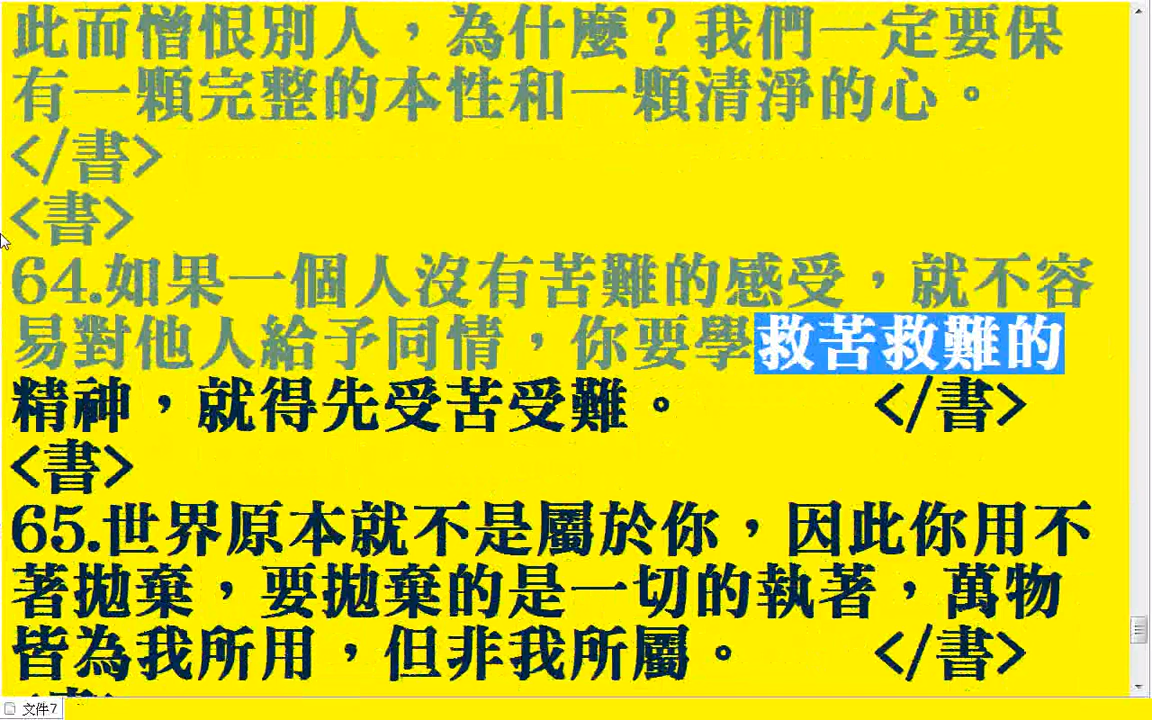 此而憎恨別人，為什麼？我們一定要保
有一顆完整的本性和一顆清淨的心。
</書>
<書>
64.如果一個人沒有苦難的感受，就不容
易對他人給予同情，你要學救苦救難的
精神，就得先受苦受難。 </書>
<書>
65.世界原本就不是屬於你，因此你用不
著拋棄，要拋棄的是一切的執著，萬物
皆為我所用，但非我所屬。 </書>
文件7